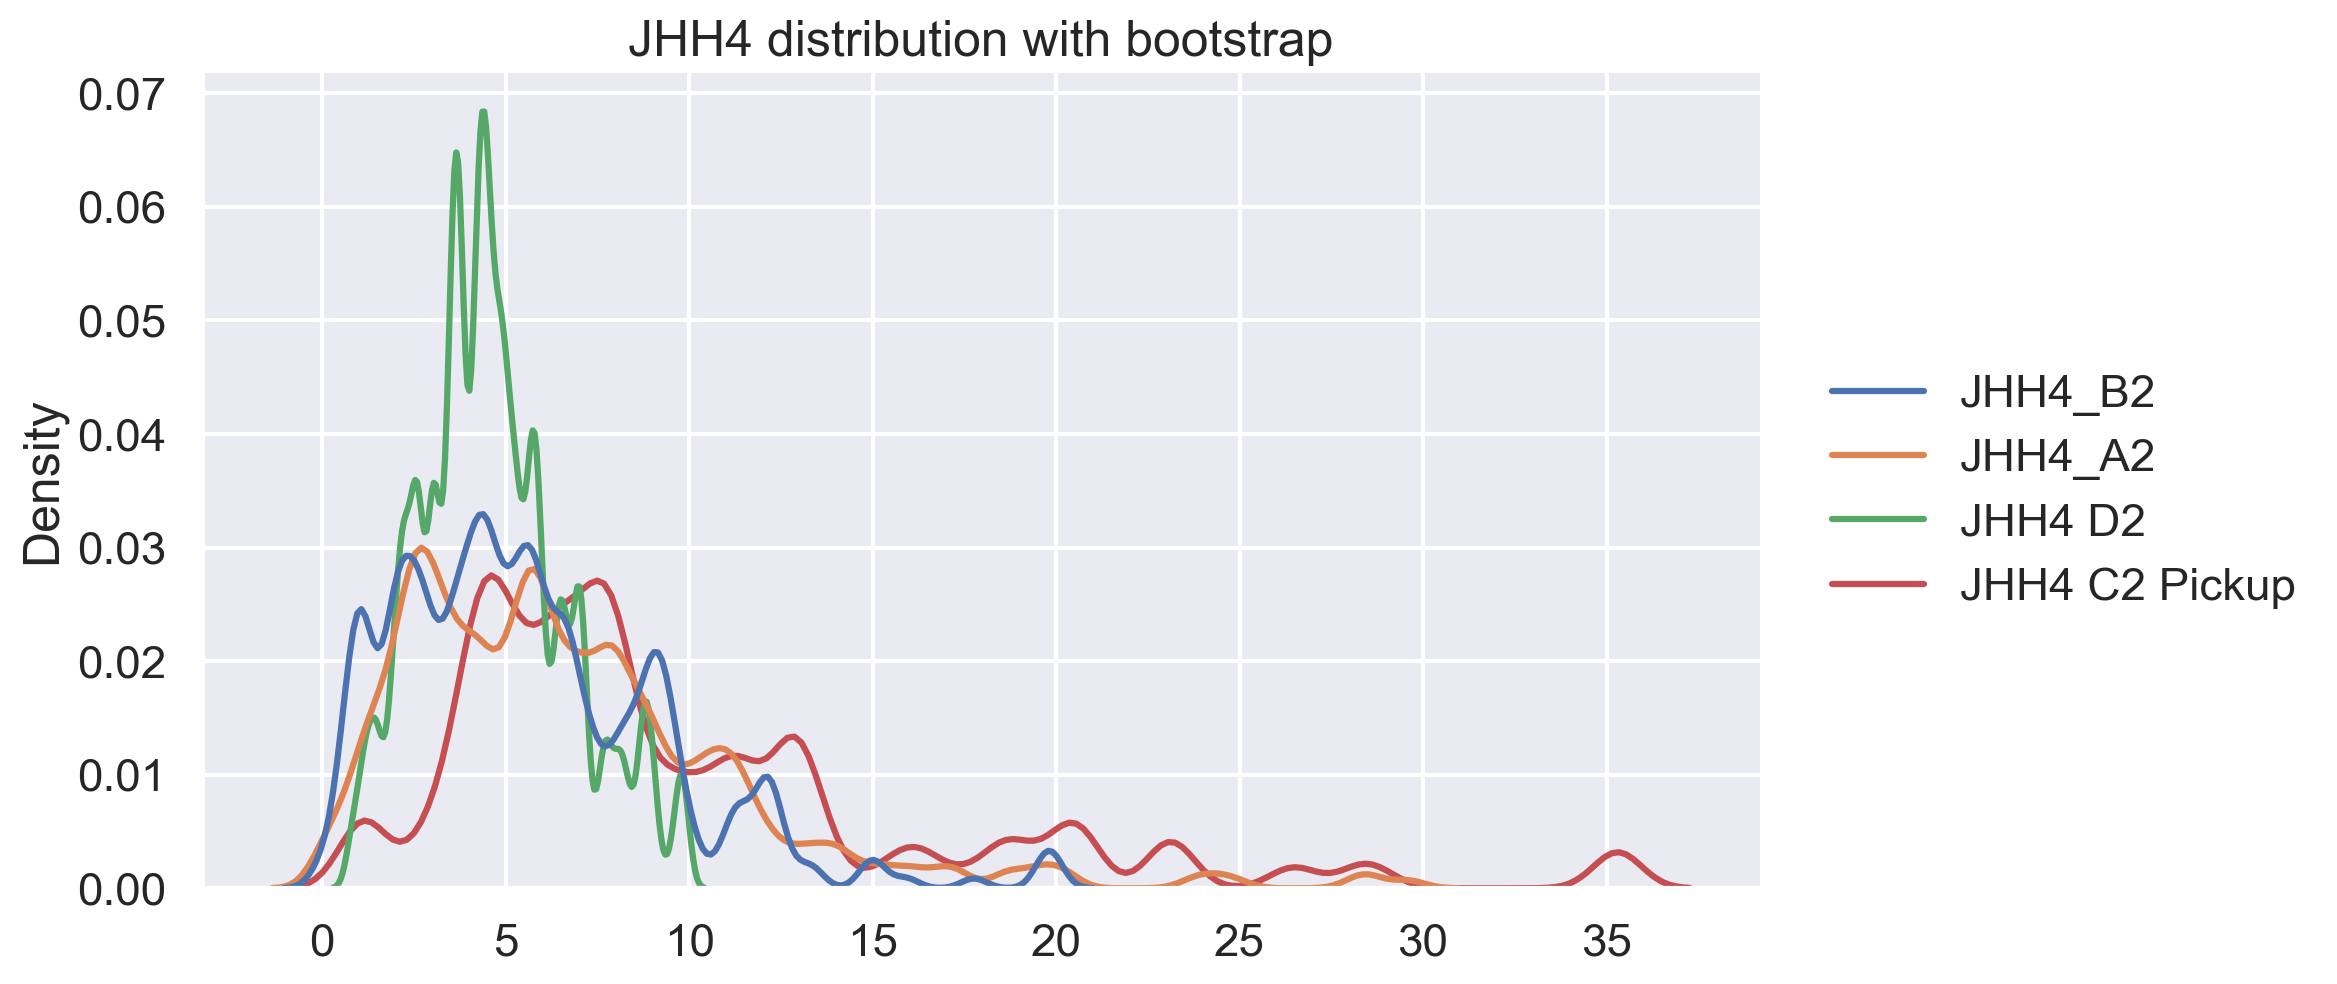 JHH4 distribution with bootstrap
0.07
0.06
0.05
0.04
0.03
0.02
0.01
0.00
Density
0 5 10 15 20 25 30 35
JHH4_B2
JHH4_A2
JHH4 D2
JHH4 C2 Pickup